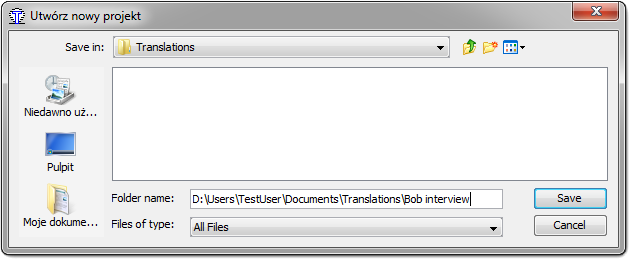 Utwórz nowy projekt
Save in:
Translations
Niedawno uż...
Pulpit
Moje dokume...
Folder name:
D:\Users\TestUser\Documents\Translations\Bob interview
Save
Files of type:
All Files
Cancel